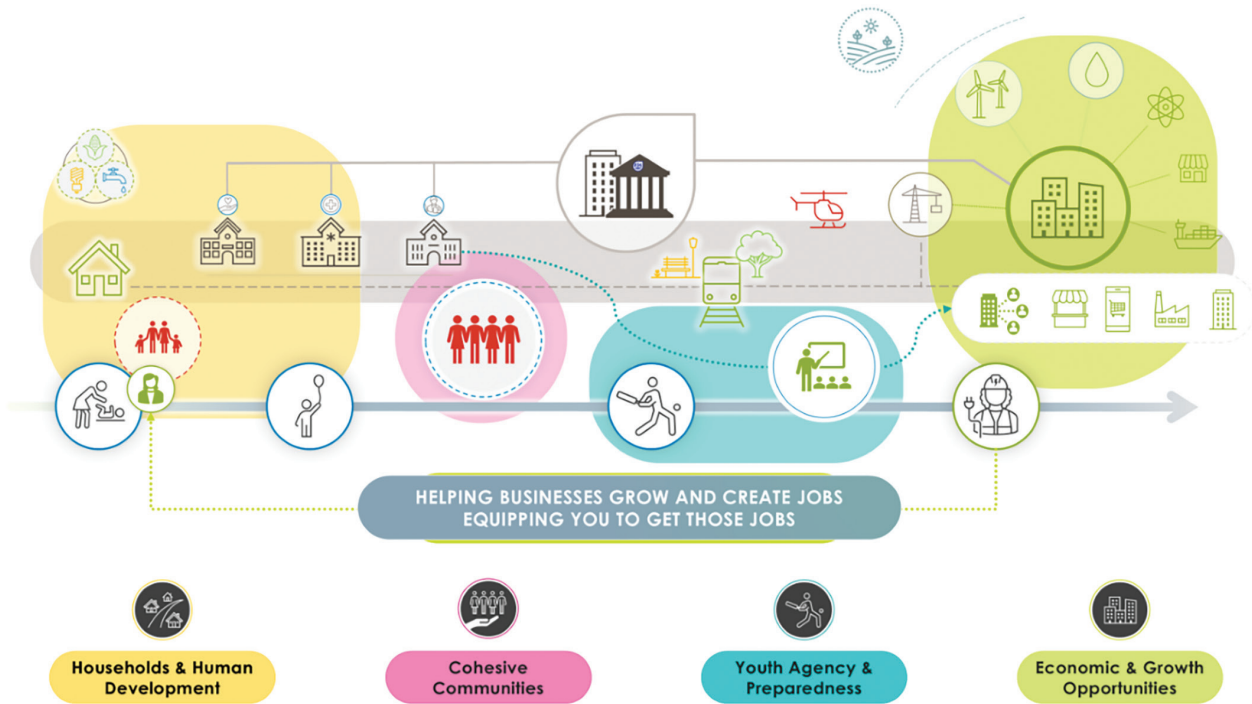 HELPING BUSINESSES GROW AND CREATE JOBS
EQUIPPING YOU TO GET THOSE JOBS
Households & Human
Development
Cohesive
Communities
Youth Agency &
Preparedness
Economic & Growth
Opportunities